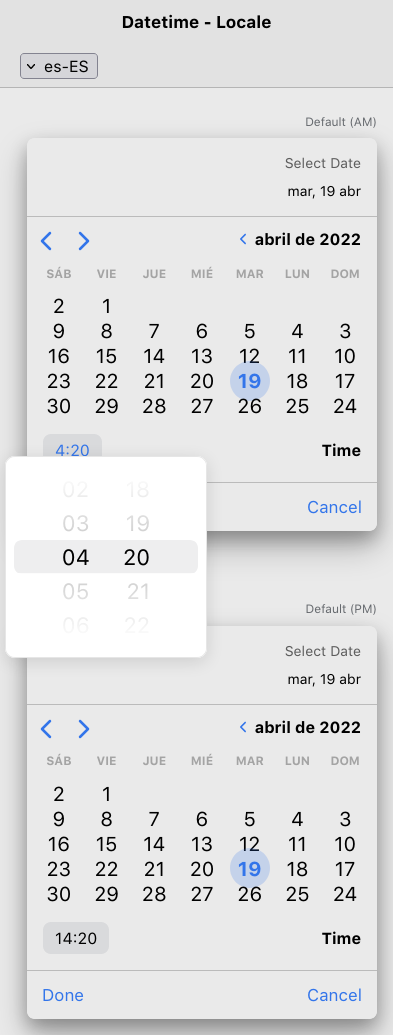 Datetime - Locale
es-ES
Default (AM)
Select Date
mar, 19 abr
abril de 2022
SÁB VIE JUE MIÉ MAR LUN DOM
2 1
9 8 7 6 5 4 3
16 15 14 13 12 11 10
23 22 21 20 19 18 17
30 29 28 27 26 25 24
4:20 Time
Cancel
02 18
03 19
04 20
05 21
06 22
Default (PM)
Select Date
mar, 19 abr
abril de 2022
SÁB VIE JUE MIÉ MAR LUN DOM
2 1
9 8 7 6 5 4 3
16 15 14 13 12 11 10
23 22 21 20 19 18 17
30 29 28 27 26 25 24
14:20 Time
Done Cancel